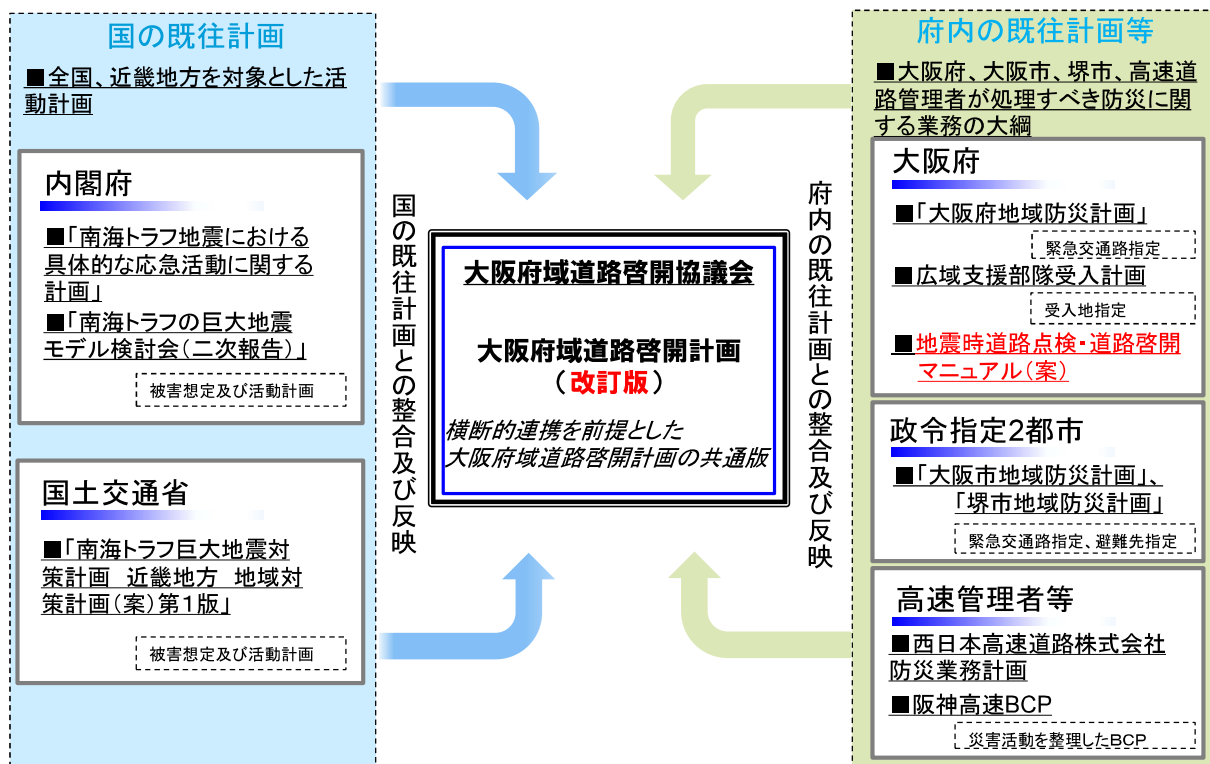 国の既往計画
■全国、近畿地方を対象とした活
動計画
内閣府
■「南海トラフ地震における
具体的な応急活動に関する
計画」
■「南海トラフの巨大地震
モデル検討会（二次報告）」
被害想定及び活動計画
国土交通省
■「南海トラフ巨大地震対
策計画　近畿地方　地域対
策計画（案）第１版」
被害想定及び活動計画
国の既往計画との整合及び反映
大阪府域道路啓開協議会
大阪府域道路啓開計画
（改訂版）
横断的連携を前提とした
大阪府域道路啓開計画の共通版
府内の既往計画との整合及び反映
府内の既往計画等
■大阪府、大阪市、堺市、高速道
路管理者が処理すべき防災に関
する業務の大綱
大阪府
■「大阪府地域防災計画」
緊急交通路指定
■広域支援部隊受入計画
受入地指定
■地震時道路点検・道路啓開
マニュアル（案）
政令指定2都市
■「大阪市地域防災計画」、
「堺市地域防災計画」
緊急交通路指定、避難先指定
高速管理者等
■西日本高速道路株式会社
防災業務計画
■阪神高速BCP
災害活動を整理したBCP